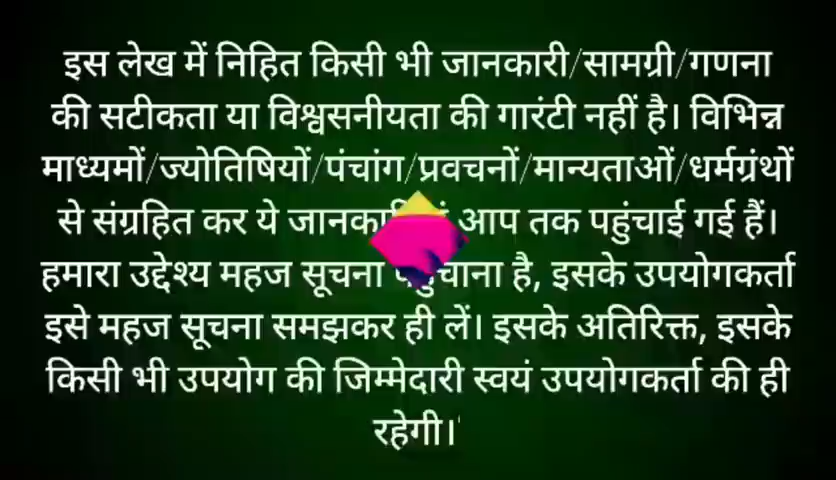 इस लेख में निहित किसी भी जानकारी/सामग्री/गणना
की सटीकता या विश्वसनीयता की गारंटी नहीं है। विभिन्न
माध्यमों/ज्योतिषियों/पंचांग/प्रवचनों/मान्यताओं/धर्मग्रंथों
से संग्रहित कर ये आप तक पहुंचाई गई हैं।
हमारा उद्देश्य महज सूचना है, इसके उपयोगकर्ता
इसे महज सूचना समझकर ही लें। इसके अतिरिक्त, इसके
किसी भी उपयोग की जिम्मेदारी स्वयं उपयोगकर्ता की ही
रहेगी।'